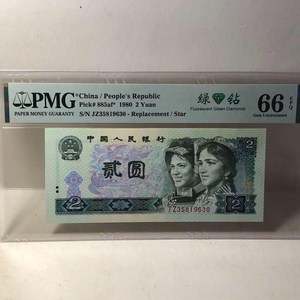 PMG
PAPER MONEY GUARANTY
*China / People's Republic
Pick# 885af* 1980 2 Yuan
S/N JZ35819630 - Replacement / Star
绿钻
Fluorescent Green Diamond
66 EPQ
Gem Uncirculated
中国人民银行
2
贰圆
2
2
JZ35819630